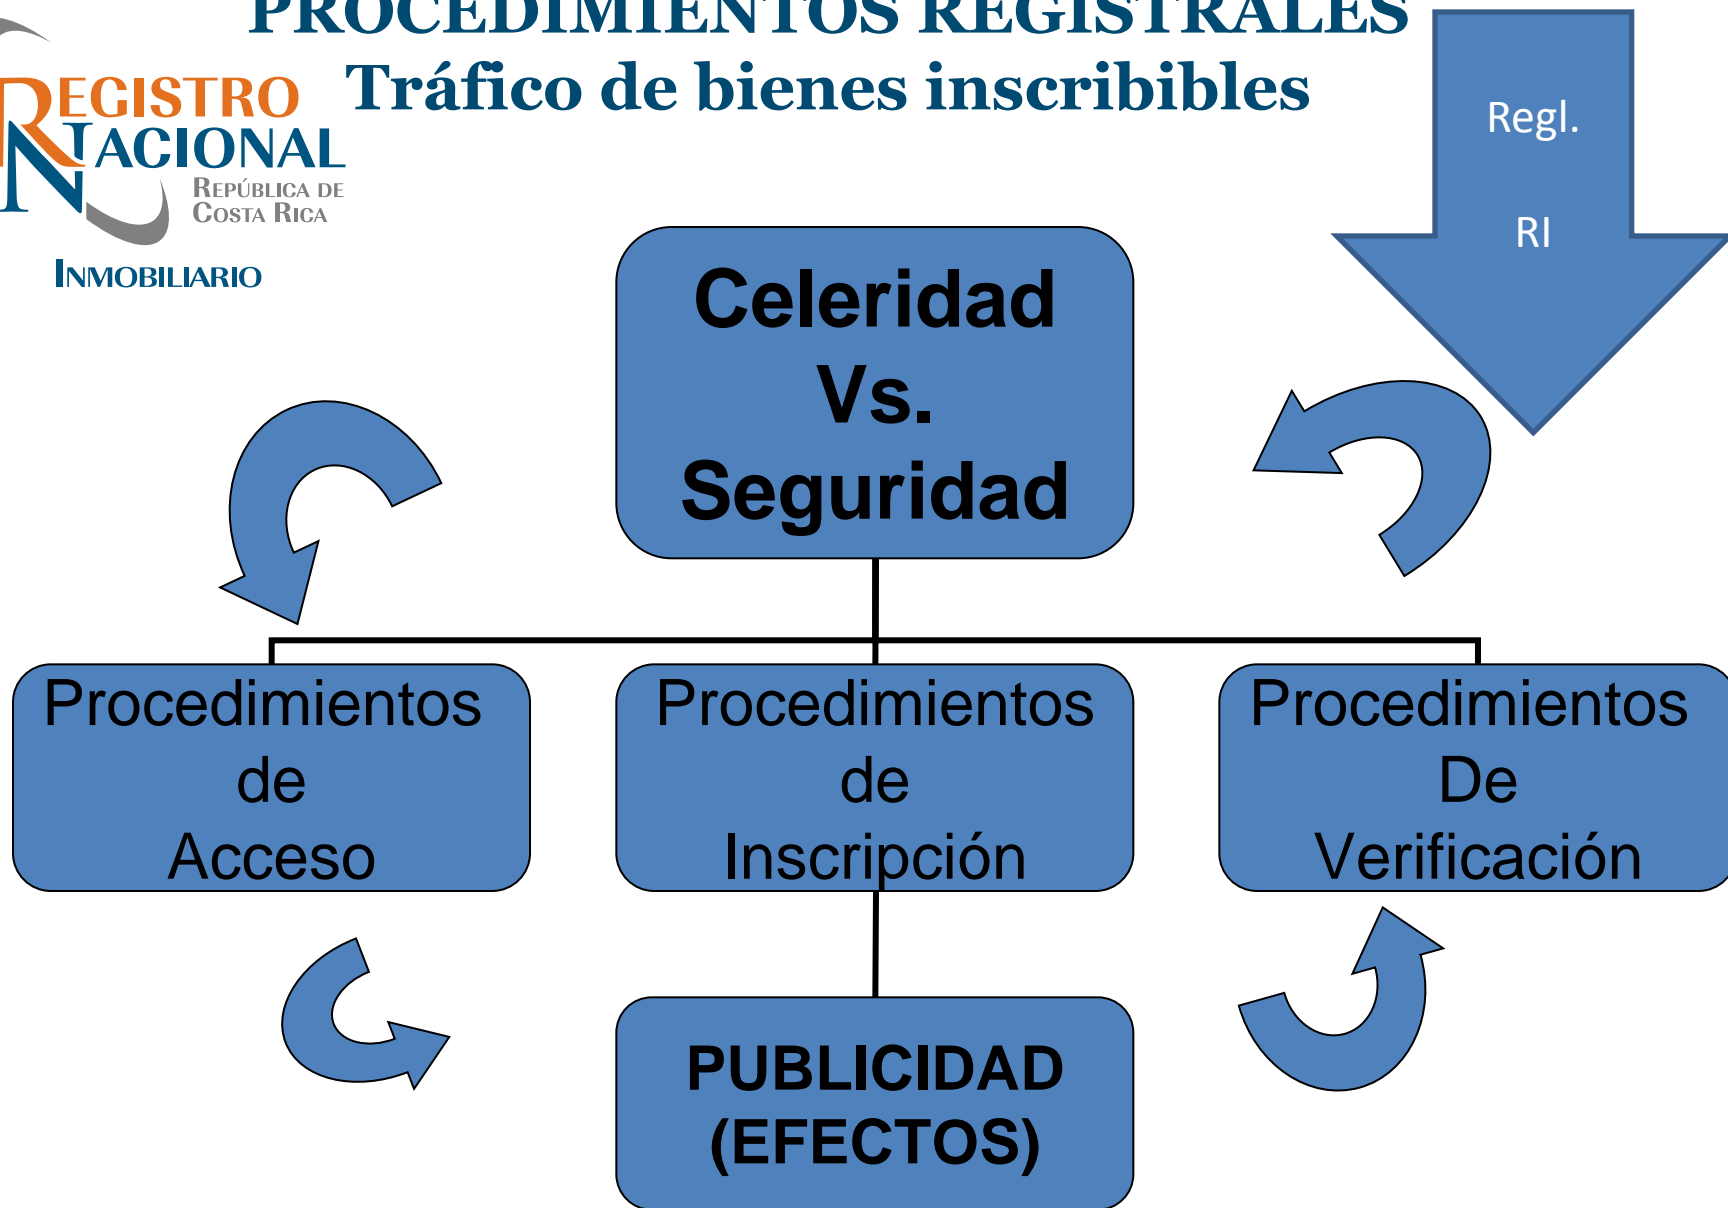 PROCEDIMIENTOS REGISTRALES
Tráfico de bienes inscribibles
REGISTRO
NACIONAL
REPÚBLICA DE
COSTA RICA
INMOBILIARIO
Regl.
RI
Celeridad
Vs.
Seguridad
Procedimientos
de
Acceso
Procedimientos
de
Inscripción
Procedimientos
De
Verificación
PUBLICIDAD
(EFECTOS)